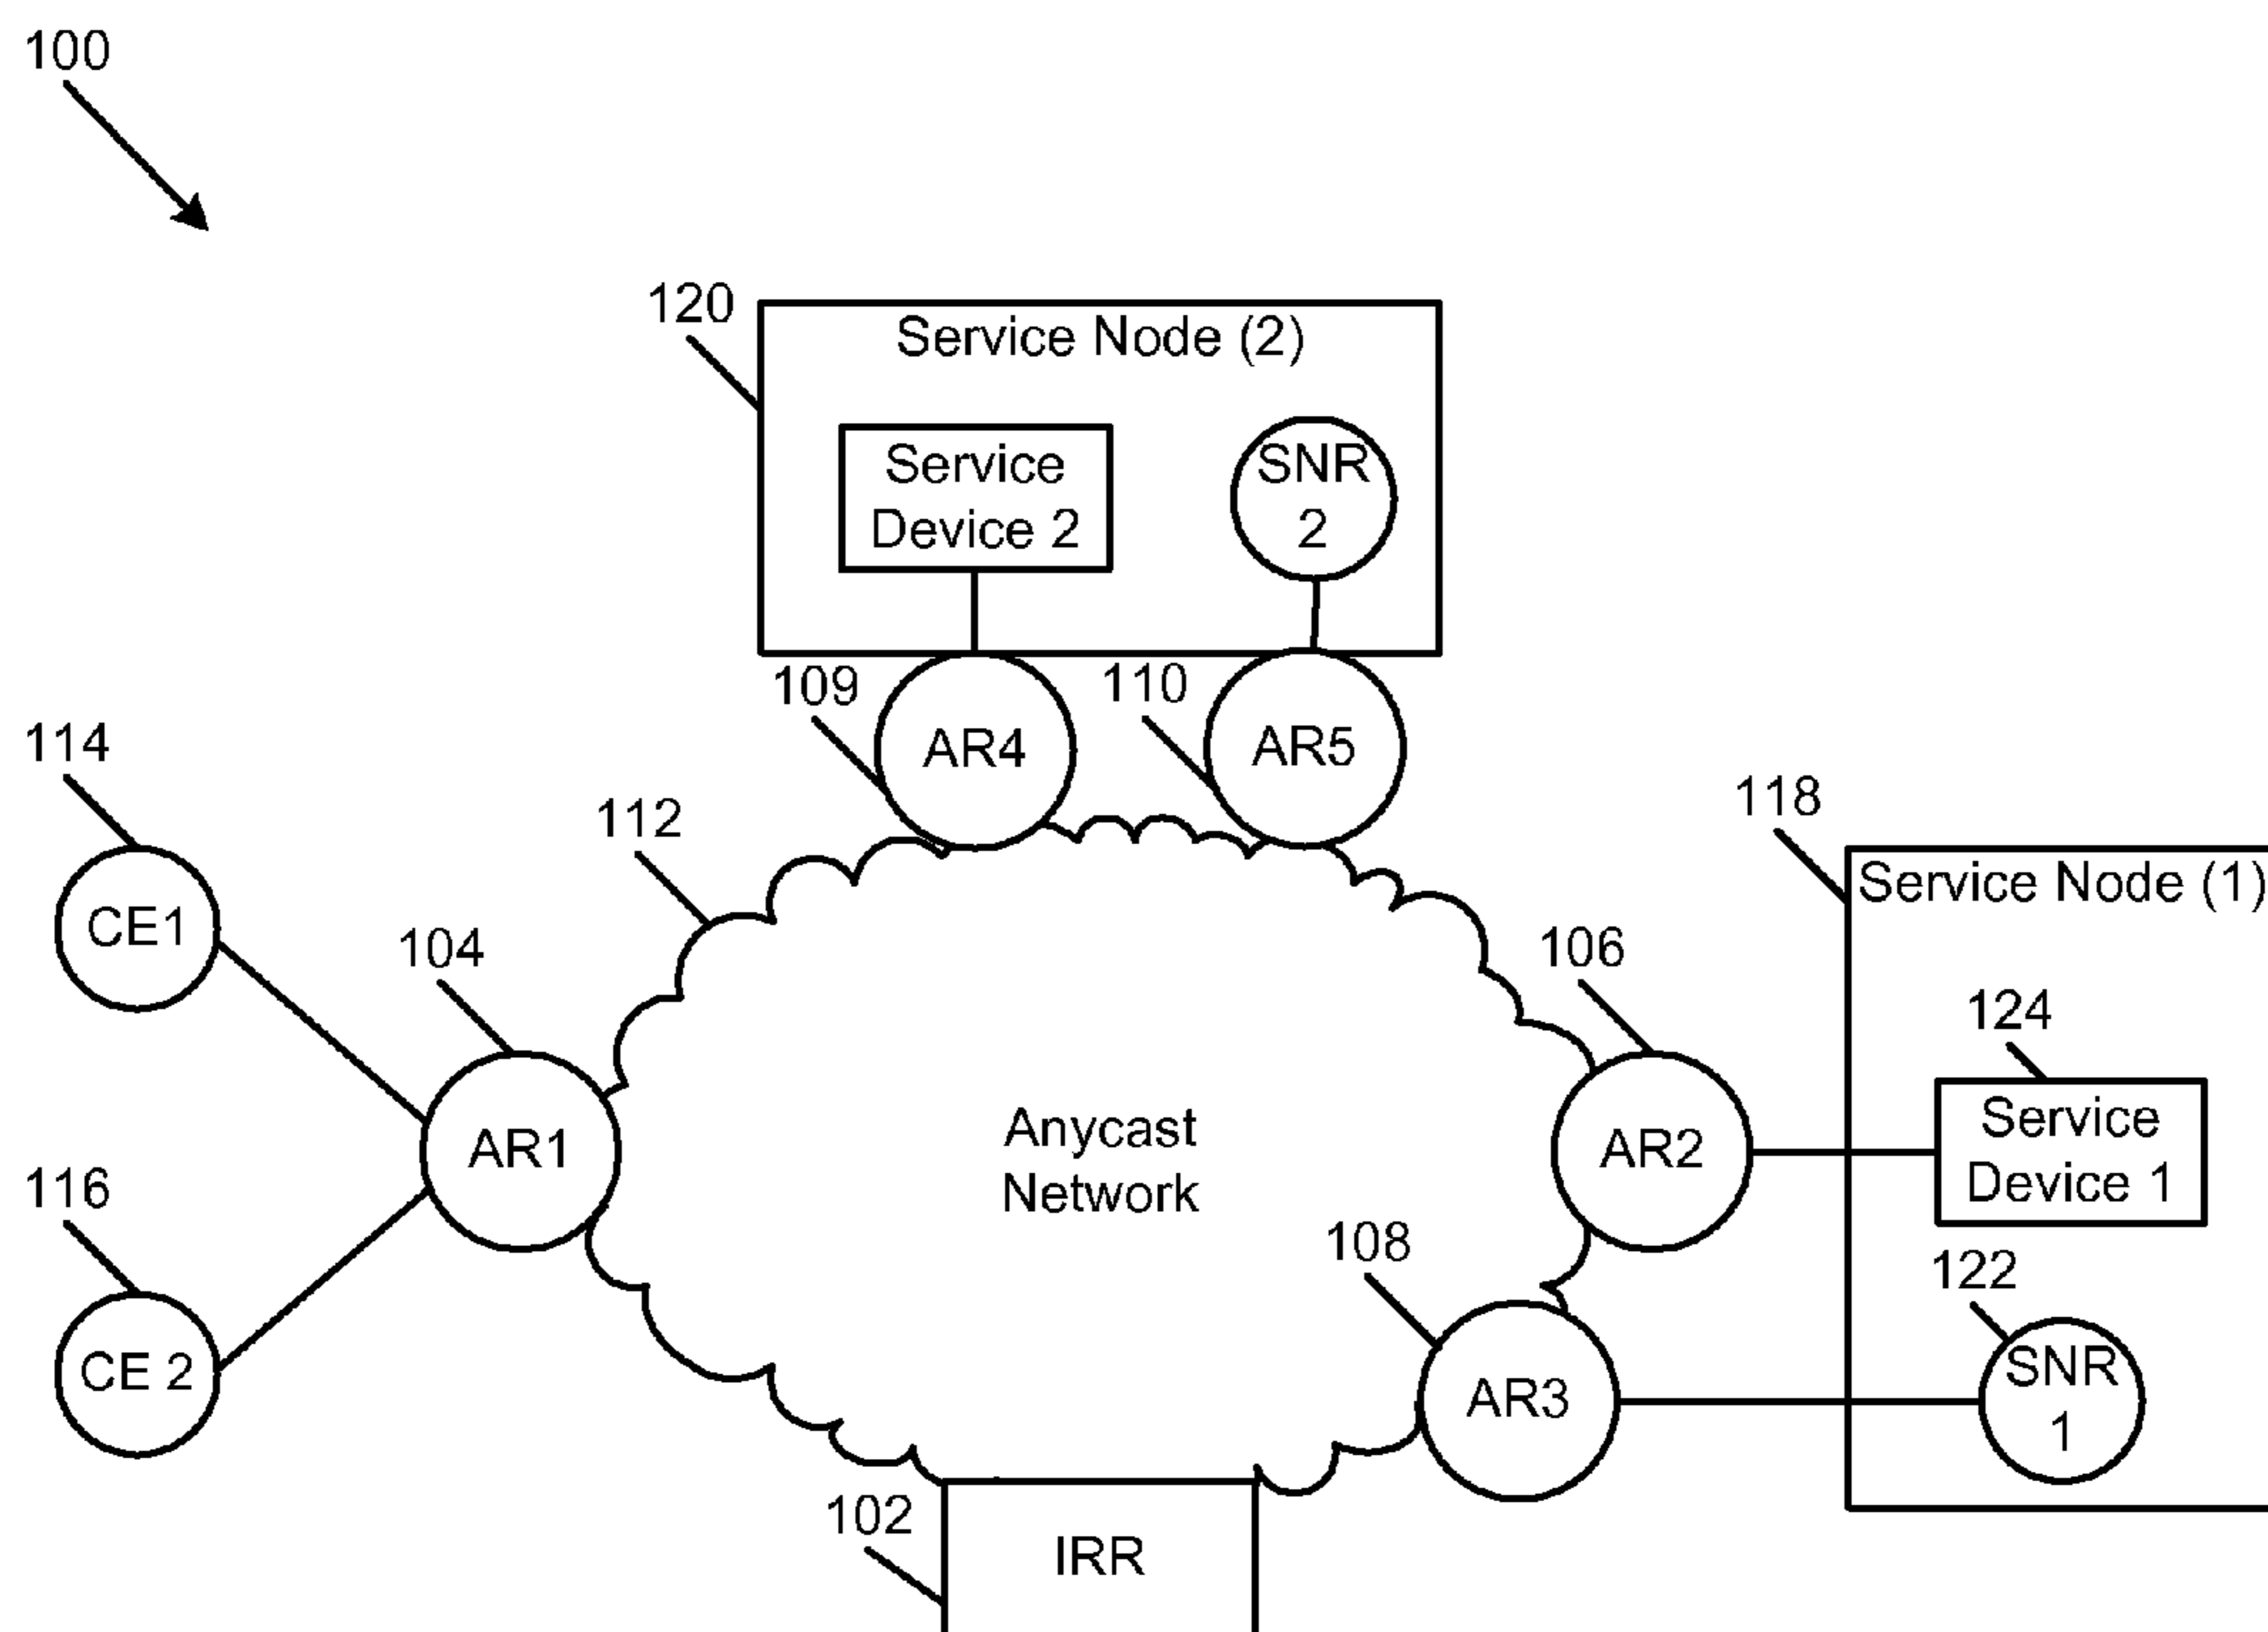 100
120
Service Node (2)
Service
Device 2
SNR
2
109
110
AR4
AR5
114
112
118
CE1
Service Node (1)
104
106
124
Service
Device 1
AR1
Anycast
Network
AR2
116
108
122
CE 2
AR3
SNR
1
102
IRR